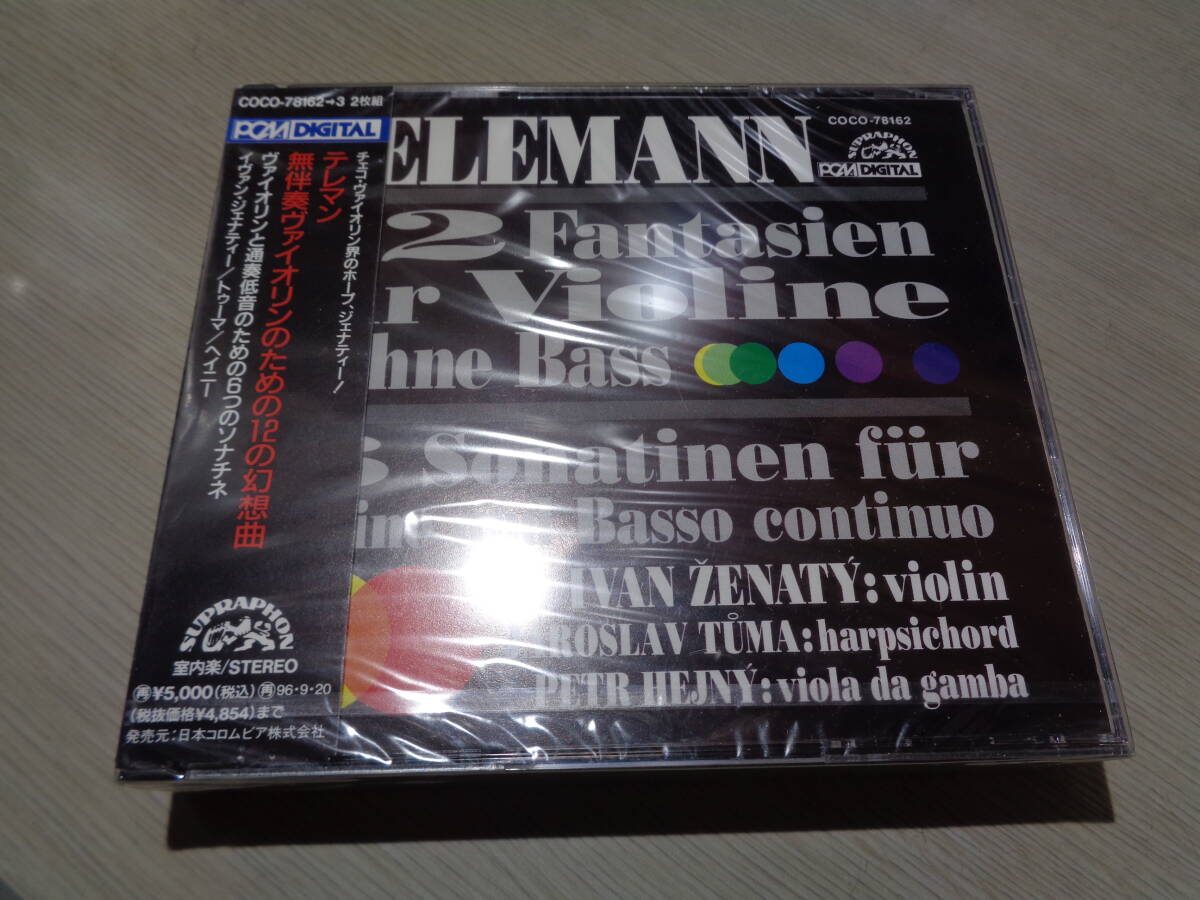 COCO-78162→3 2枚組
PCM DIGITAL
チェコ・ヴァイオリン界のホープ、ジェナティー!
テレマン
無伴奏ヴァイオリンのための12の幻想曲
ヴァイオリンと通奏低音のための6つのソナチネ
イヴァン・ジェナティー/トゥーマ/ヘイニー
SUPRAPHON
室内楽/STEREO
再¥5,000(税込)再96・9・20
(税抜価格¥4,854)まで
発売元:日本コロムビア株式会社
ELEMANN
COCO-78162
SUPRAPHON
PCM DIGITAL
2 Fantasien
r Violine
hne Bass
6 Sonatinen für
ine Basso continuo
IVAN ŽENATÝ: violin
ROSLAV TŮMA: harpsichord
PETR HEJNÝ: viola da gamba